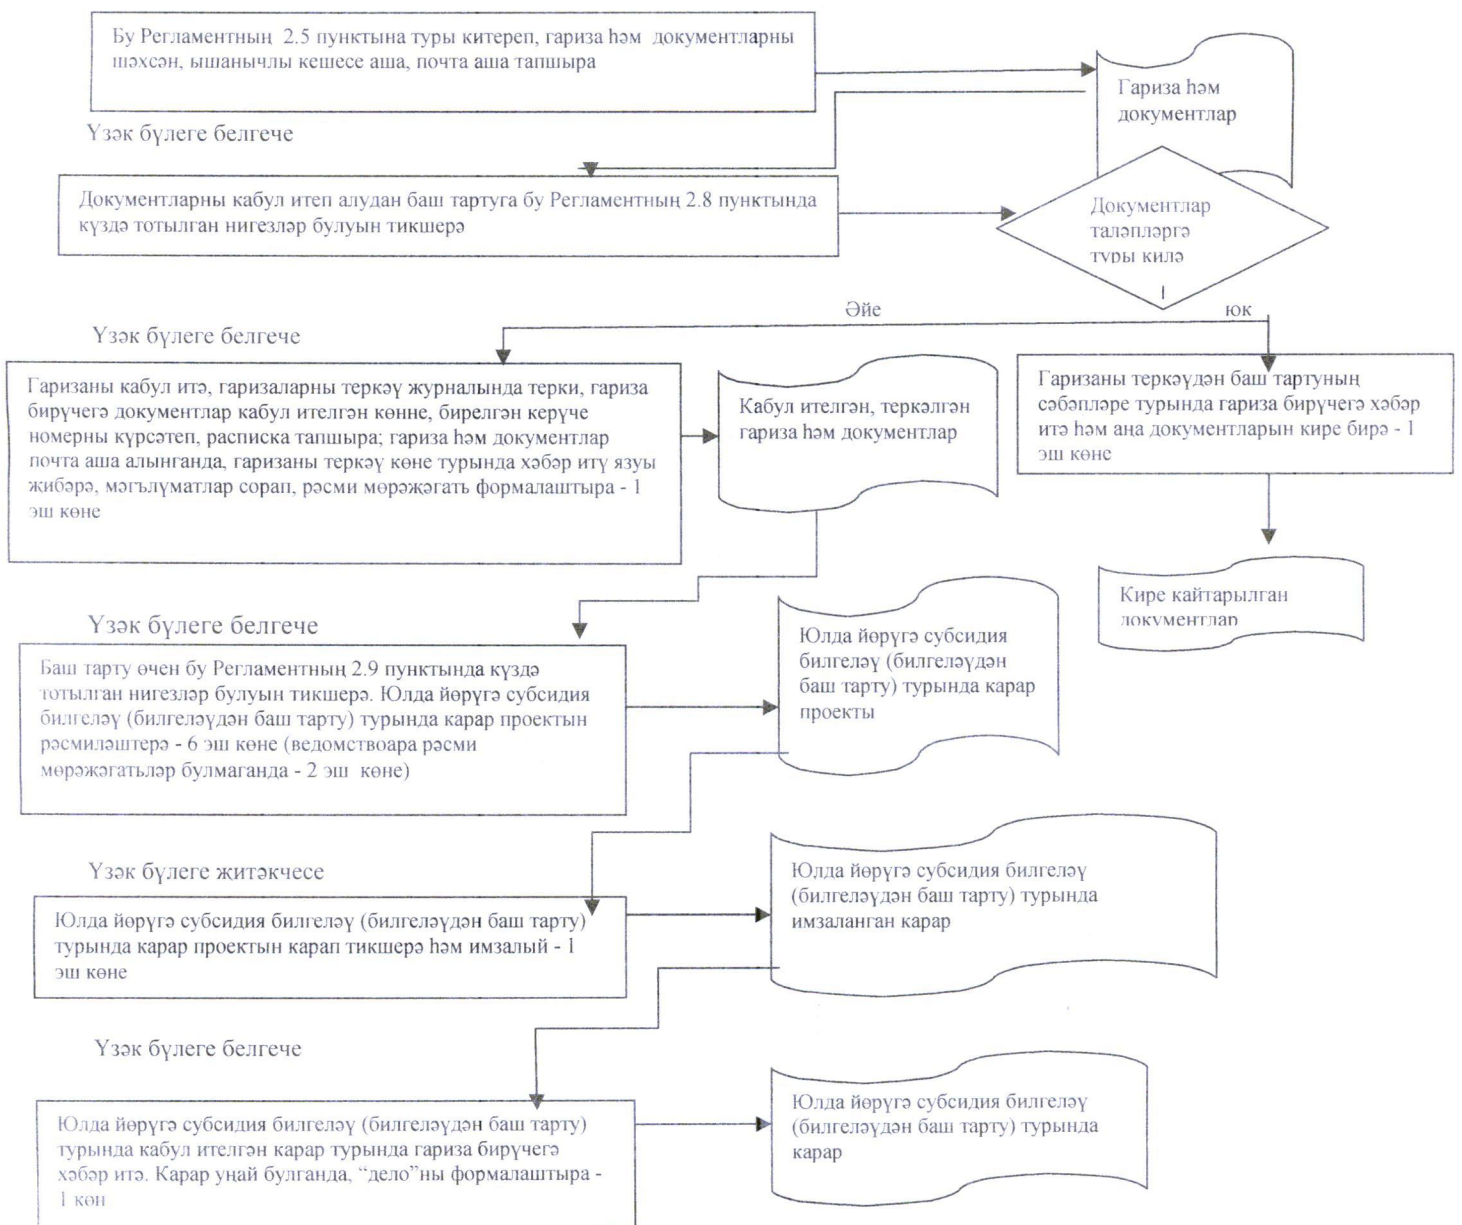 Бу Регламентның 2.5 пунктына туры китереп, гариза һәм документларны
шәхсән, ышанычлы кешесе аша, почта аша тапшыра
Гариза һәм
документлар
Үзәк бүлеге белгече
Документларны кабул итеп алудан баш тартуга бу Регламентның 2.8 пунктында
күздә тотылган нигезләр булуын тикшерә
Документлар
таләпләргә
туры килә
Әйе
юк
Үзәк бүлеге белгече
Гаризаны кабул итә, гаризаларны теркәү журналында терки, гариза
бирүчегә документлар кабул ителгән көнне, бирелгән керүче
номерны күрсәтеп, расписка тапшыра; гариза һәм документлар
почта аша алынганда, гаризаны теркәү көне турында хәбәр итү язуы
җибәрә, мәгълүматлар сорап, рәсми мөрәҗәгать формалаштыра - 1
эш көне
Кабул ителгән, теркәлгән
гариза һәм документлар
Гаризаны теркәүдән баш тартуның
сәбәпләре турында гариза бирүчегә хәбәр
итә һәм аңа документларын кире бирә - 1
эш көне
Кире кайтарылган
документлар
Үзәк бүлеге белгече
Баш тарту өчен бу Регламентның 2.9 пунктында күздә
тотылган нигезләр булуын тикшерә. Юлда йөрүгә субсидия
билгеләү (билгеләүдән баш тарту) турында карар проектын
рәсмиләштерә - 6 эш көне (ведомствоара рәсми
мөрәҗәгатьләр булмаганда - 2 эш көне)
Юлда йөрүгә субсидия
билгеләү (билгеләүдән
баш тарту) турында карар
проекты
Үзәк бүлеге җитәкчесе
Юлда йөрүгә субсидия билгеләү (билгеләүдән баш тарту)
турында карар проектын карап тикшерә һәм имзалый - 1
эш көне
Юлда йөрүгә субсидия билгеләү
(билгеләүдән баш тарту) турында
имзаланган карар
Үзәк бүлеге белгече
Юлда йөрүгә субсидия билгеләү (билгеләүдән баш тарту)
турында кабул ителгән карар турында гариза бирүчегә
хәбәр итә. Карар уңай булганда, “дело”ны формалаштыра -
1 көн
Юлда йөрүгә субсидия билгеләү
(билгеләүдән баш тарту) турында
карар